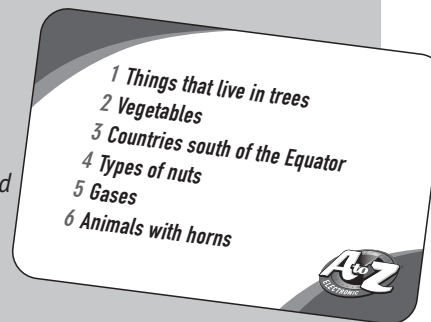 1 Things that live in trees
2 Vegetables
3 Countries south of the Equator
4 Types of nuts
5 Gases
6 Animals with horns
d
A to Z
ELECTRONIC